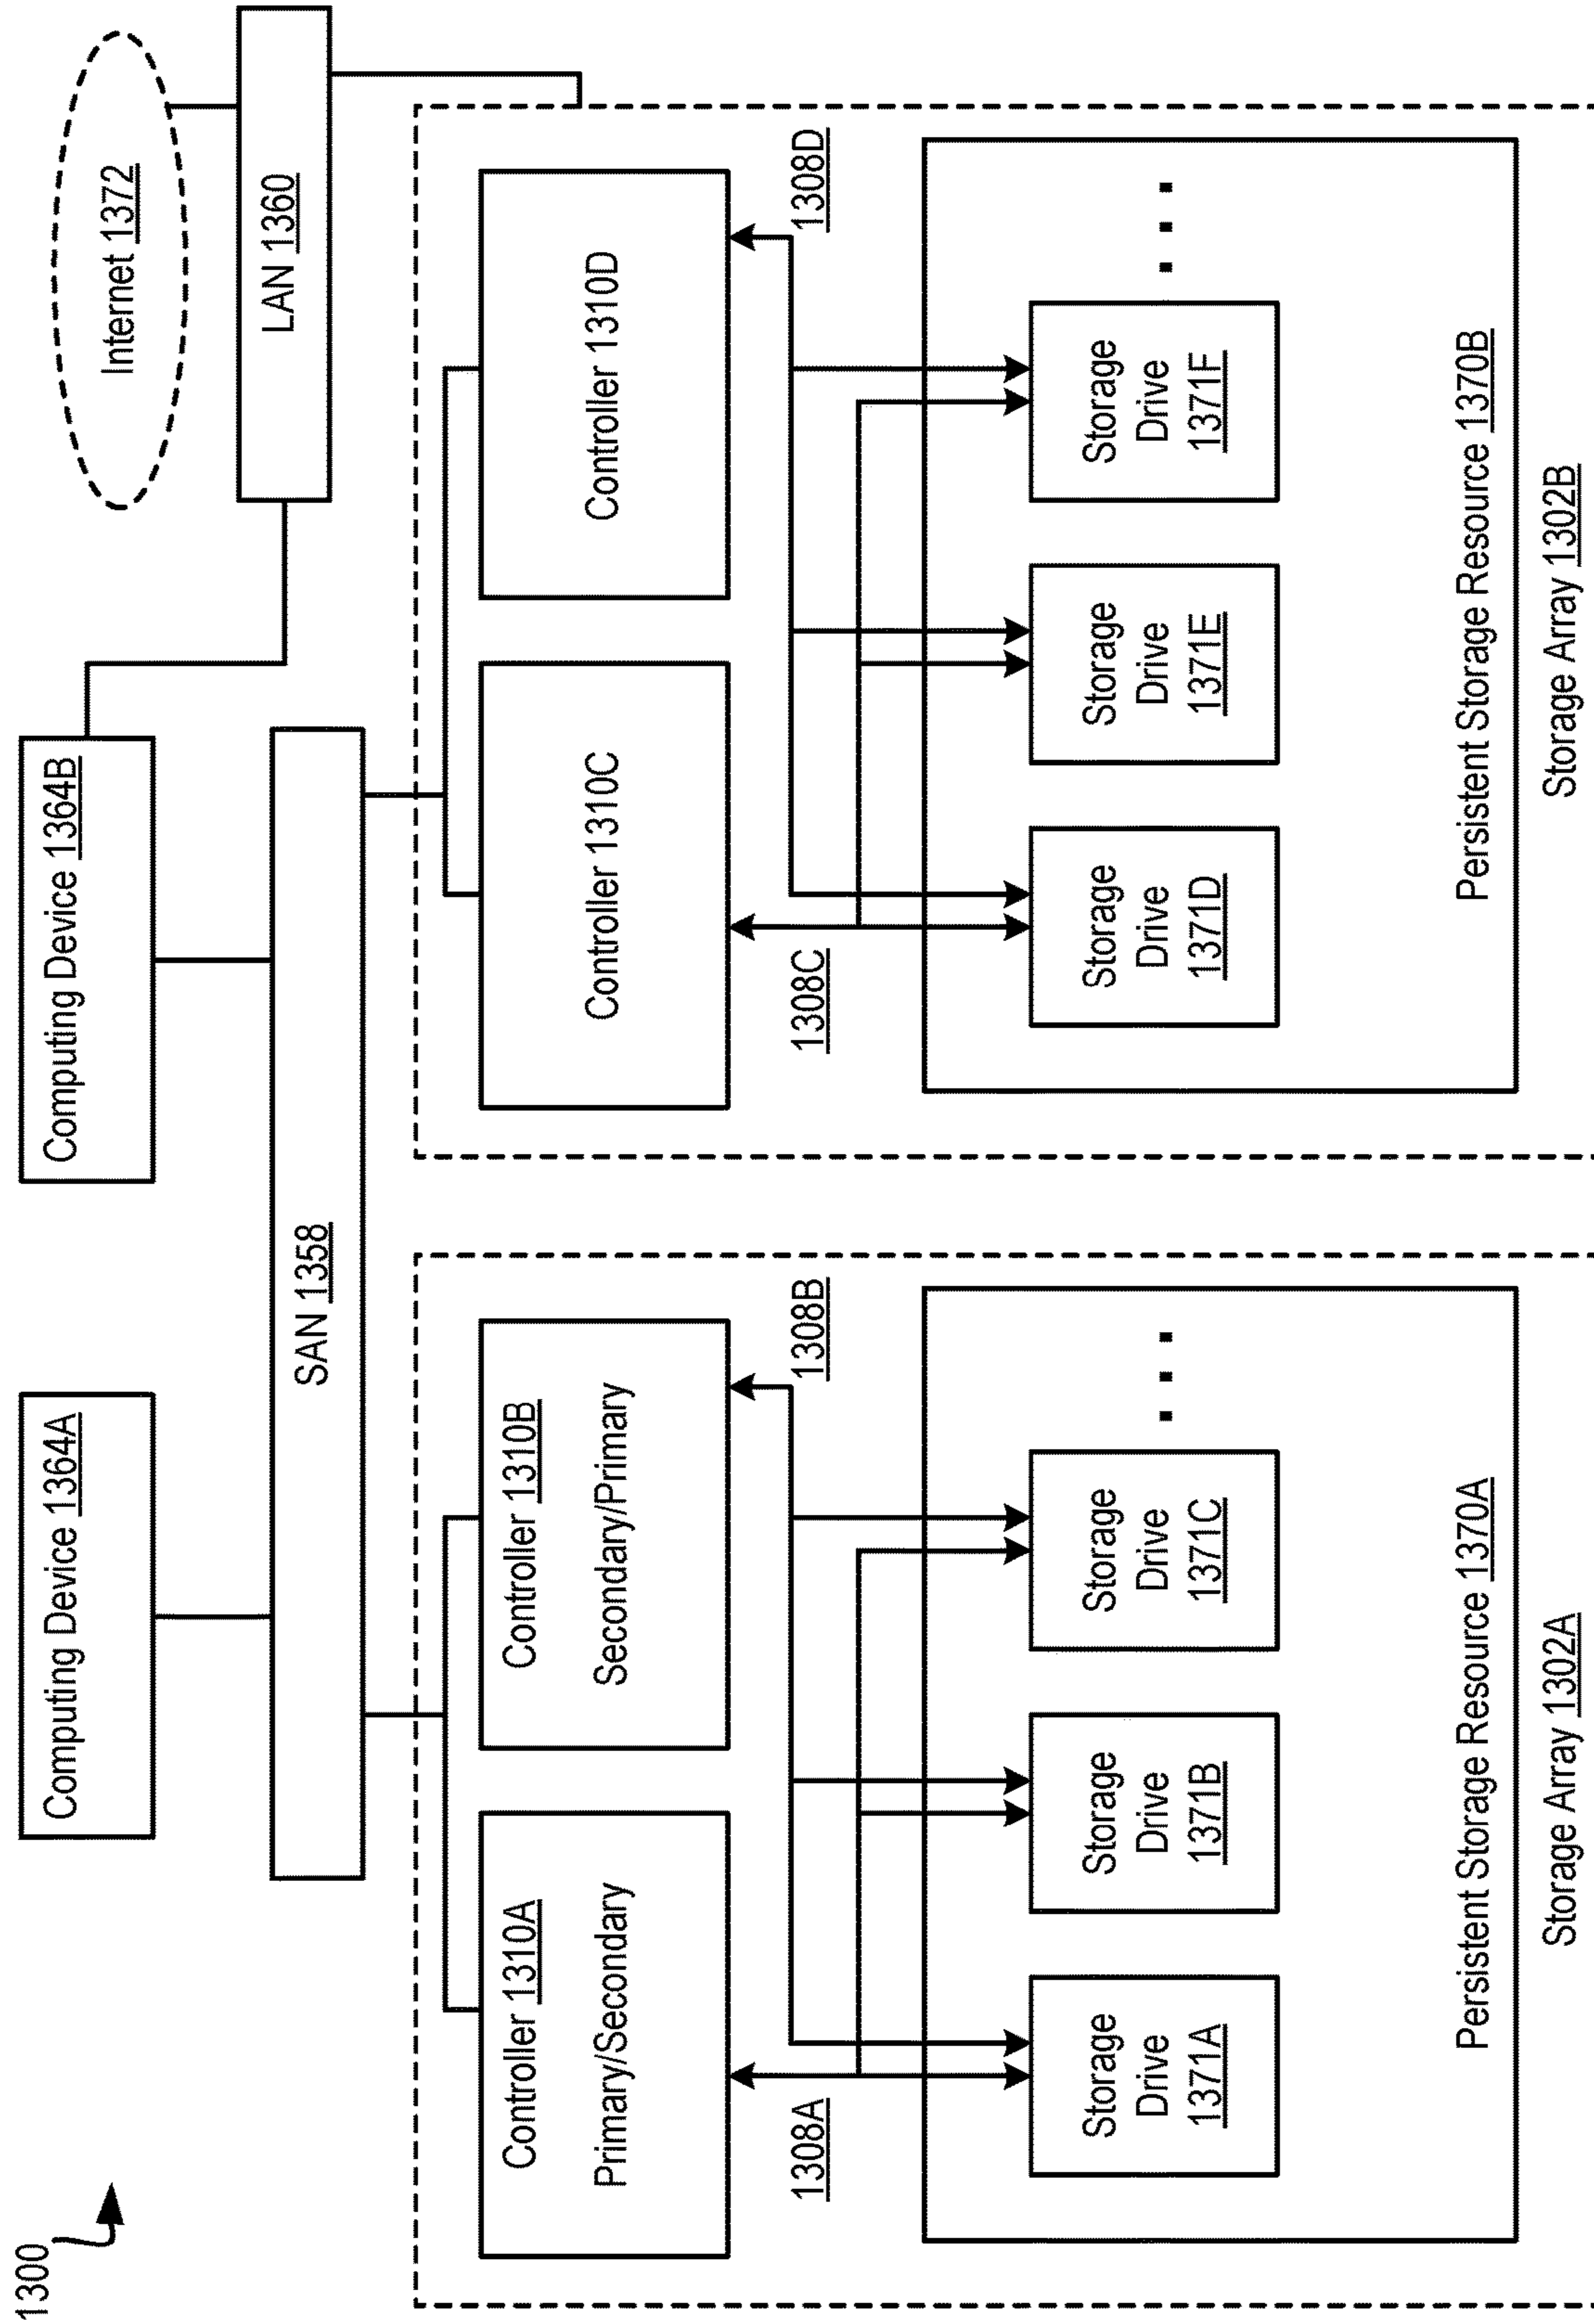 1300
Computing Device 1364A
Computing Device 1364B
Internet 1372
SAN 1358
LAN 1360
Controller 1310A
Primary/Secondary
Controller 1310B
Secondary/Primary
Controller 1310C
Controller 1310D
1308A
1308B
1308C
1308D
Storage
Drive
1371A
Storage
Drive
1371B
Storage
Drive
1371C
Storage
Drive
1371D
Storage
Drive
1371E
Storage
Drive
1371F
Persistent Storage Resource 1370A
Persistent Storage Resource 1370B
Storage Array 1302A
Storage Array 1302B